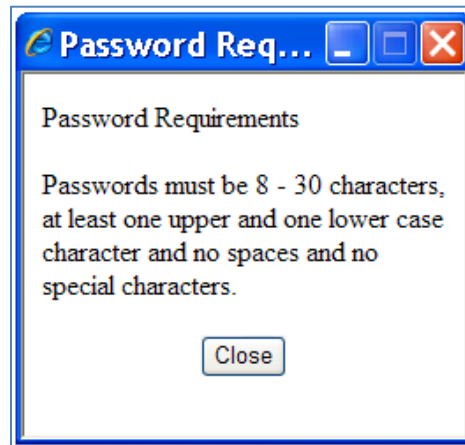 Password Req...
Password Requirements
Passwords must be 8 - 30 characters,
at least one upper and one lower case
character and no spaces and no
special characters.
Close